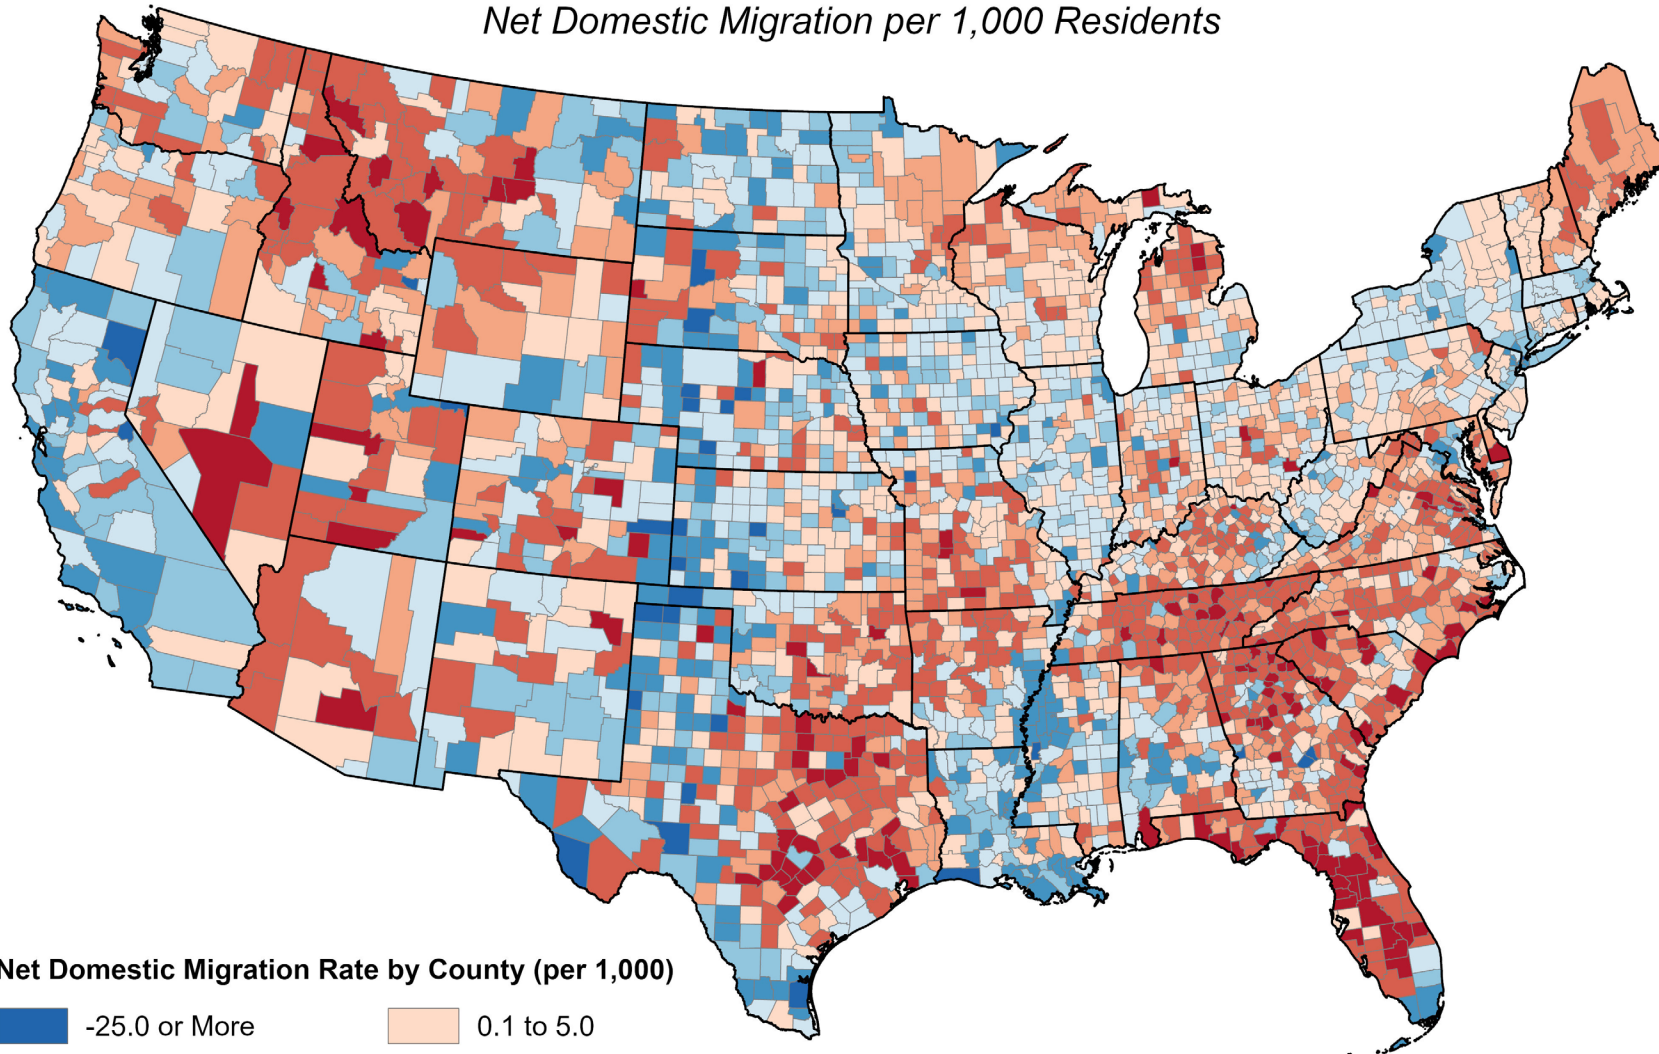 Net Domestic Migration per 1,000 Residents
Net Domestic Migration Rate by County (per 1,000)
-25.0 or More
0.1 to 5.0